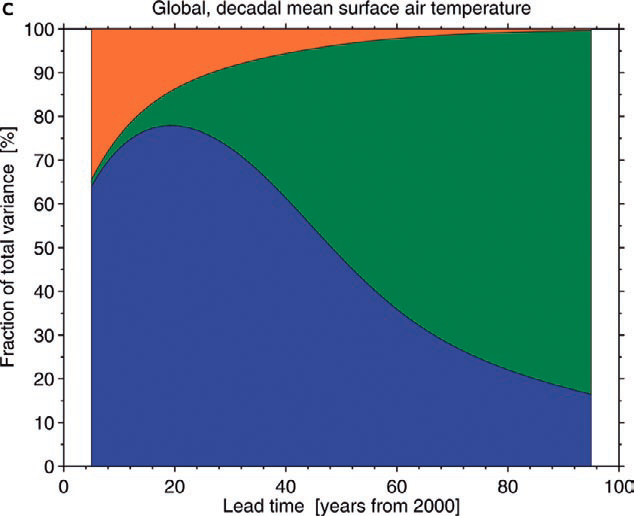 c
Global, decadal mean surface air temperature
Fraction of total variance [%]
100
90
80
70
60
50
40
30
20
10
0
0 20 40 60 80 100
Lead time [years from 2000]